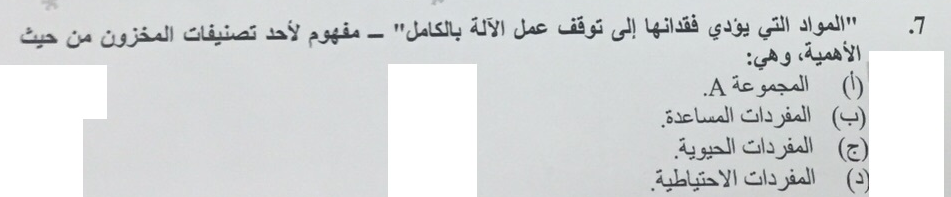 7. "المواد التي يؤدي فقدانها إلى توقف عمل الآلة بالكامل" – مفهوم لأحد تصنيفات المخزون من حيث
الأهمية، وهي:
(أ) المجموعة A.
(ب) المفردات المساعدة.
(ج) المفردات الحيوية.
(د) المفردات الاحتياطية.